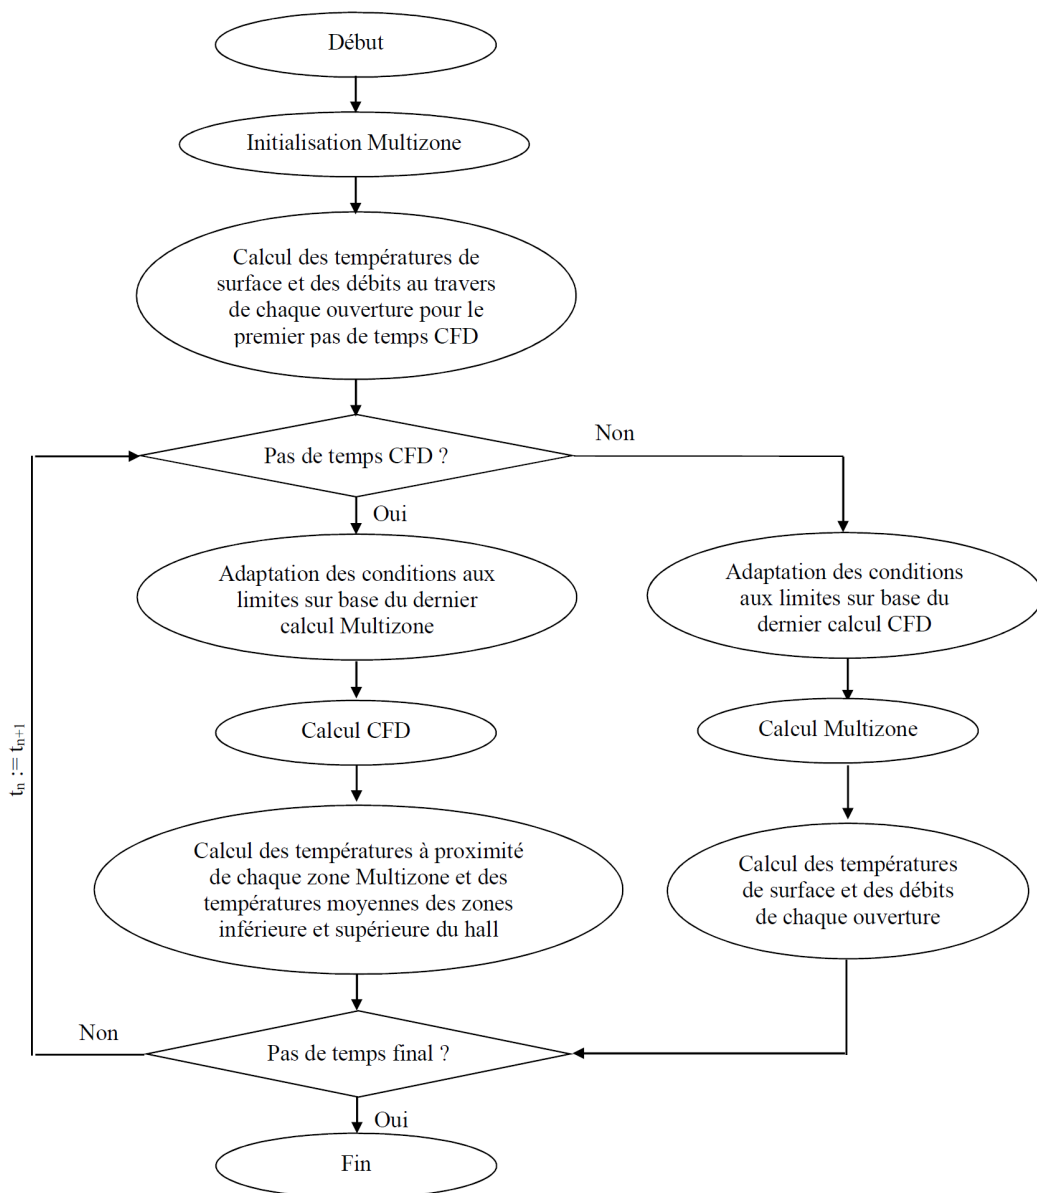 Début
Initialisation Multizone
Calcul des températures de
surface et des débits au travers
de chaque ouverture pour le
premier pas de temps CFD
Pas de temps CFD ?
Non
Oui
Adaptation des conditions aux
limites sur base du dernier
calcul Multizone
Adaptation des conditions
aux limites sur base du
dernier calcul CFD
Calcul CFD
Calcul Multizone
tₙ := tₙ₊₁
Calcul des températures à proximité
de chaque zone Multizone et des
températures moyennes des zones
inférieure et supérieure du hall
Calcul des températures
de surface et des débits
de chaque ouverture
Non
Pas de temps final ?
Oui
Fin